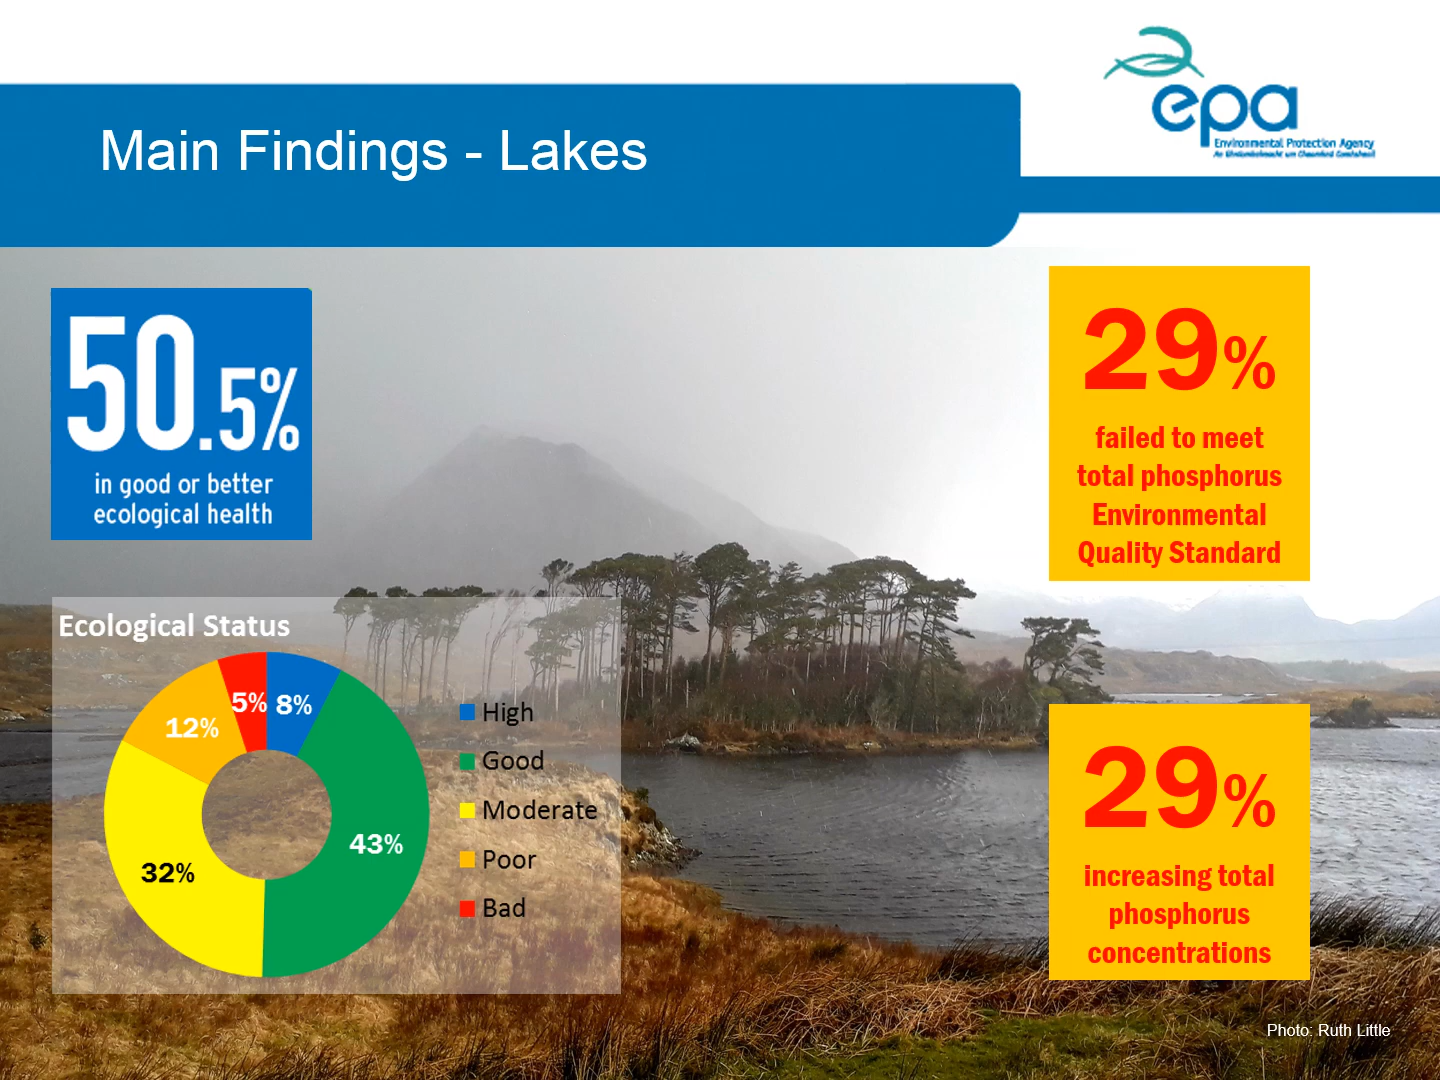 epa
Environmental Protection Agency
Main Findings - Lakes
50.5%
in good or better
ecological health
29%
failed to meet
total phosphorus
Environmental
Quality Standard
Ecological Status
5%
8%
12%
43%
32%
High
Good
Moderate
Poor
Bad
29%
increasing total
phosphorus
concentrations
Photo: Ruth Little